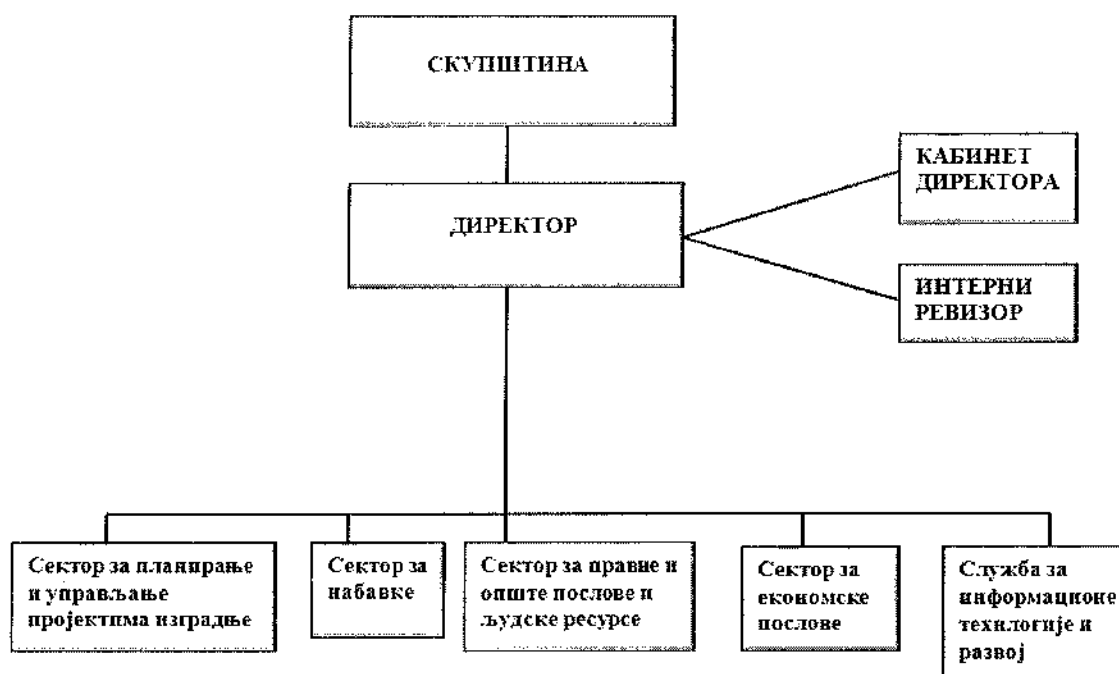 СКУПШТИНА
КАБИНЕТ
ДИРЕКТОРА
ДИРЕКТОР
ИНТЕРНИ
РЕВИЗОР
Сектор за планирање
и управљање
пројектима изградње
Сектор за
набавке
Сектор за правне и
опште послове и
људске ресурсе
Сектор за
економске
послове
Служба за
информационе
технлогије и
развој